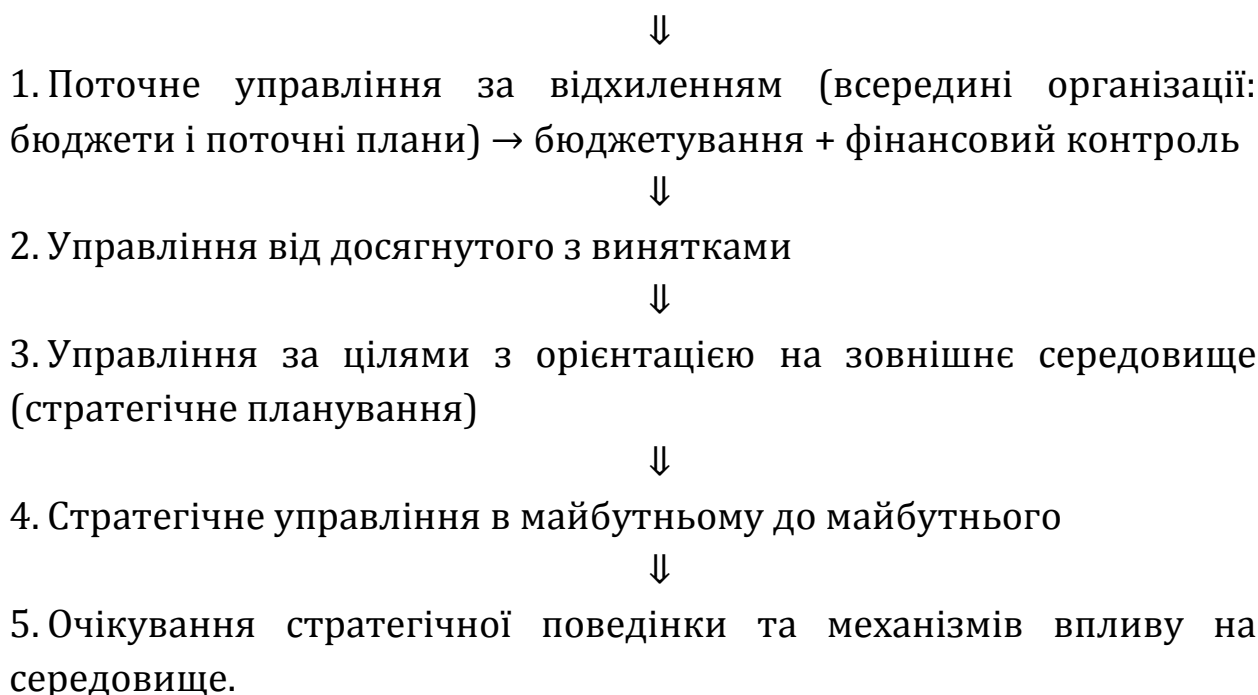 ⇓
1. Поточне управління за відхиленням (всередині організації:
бюджети і поточні плани) → бюджетування + фінансовий контроль
⇓
2. Управління від досягнутого з винятками
⇓
3. Управління за цілями з орієнтацією на зовнішнє середовище
(стратегічне планування)
⇓
4. Стратегічне управління в майбутньому до майбутнього
⇓
5. Очікування стратегічної поведінки та механізмів впливу на
середовище.